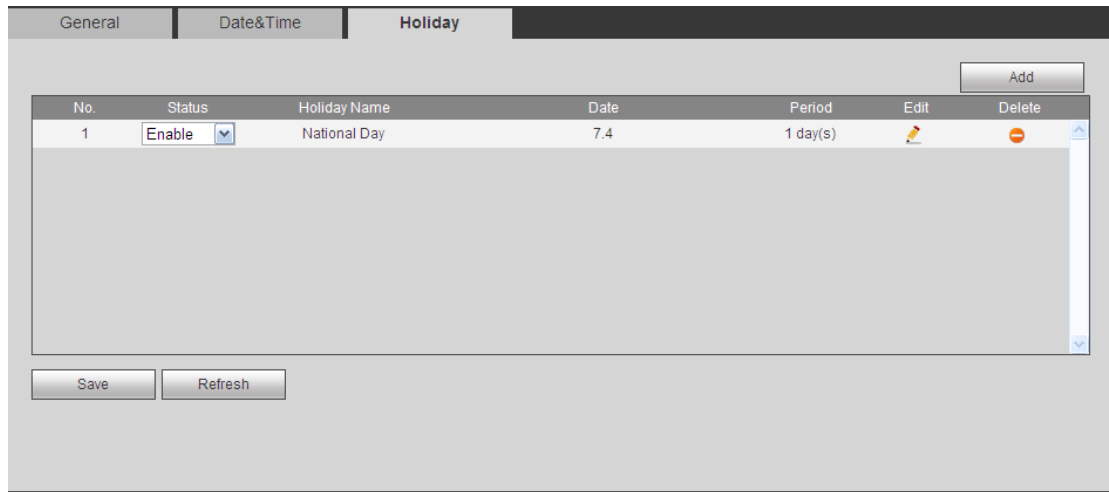 General Date&Time Holiday
Add
No. Status Holiday Name Date Period Edit Delete
1 Enable National Day 7.4 1 day(s)
Save Refresh